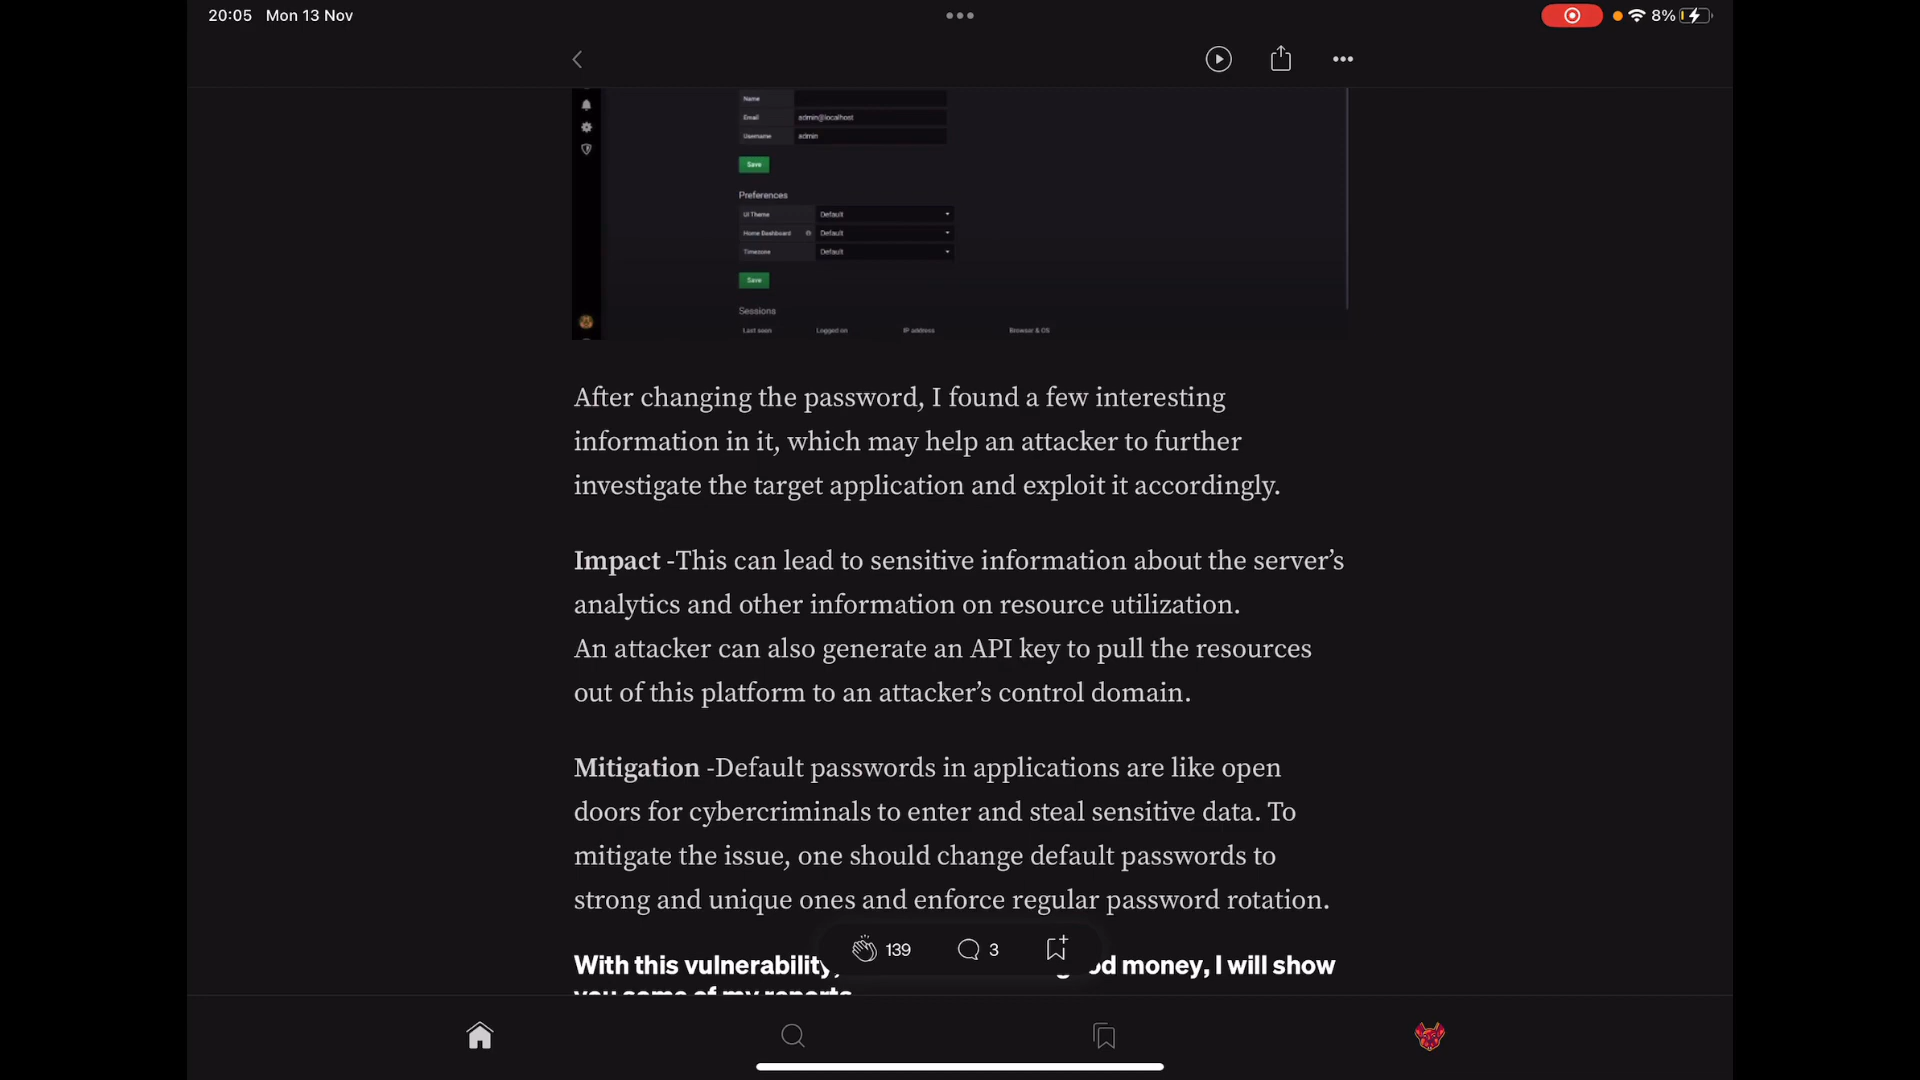 20:05 Mon 13 Nov
8%
Name
Email admin@localhost
Username admin
Save
Preferences
UI Theme Default
Home Dashboard Default
Timezone Default
Save
Sessions
Last seen Logged on IP address Browser & OS
After changing the password, I found a few interesting
information in it, which may help an attacker to further
investigate the target application and exploit it accordingly.
Impact -This can lead to sensitive information about the server’s
analytics and other information on resource utilization.
An attacker can also generate an API key to pull the resources
out of this platform to an attacker’s control domain.
Mitigation -Default passwords in applications are like open
doors for cybercriminals to enter and steal sensitive data. To
mitigate the issue, one should change default passwords to
strong and unique ones and enforce regular password rotation.
139 3
With this vulnerability, money, I will show
you some of my reports